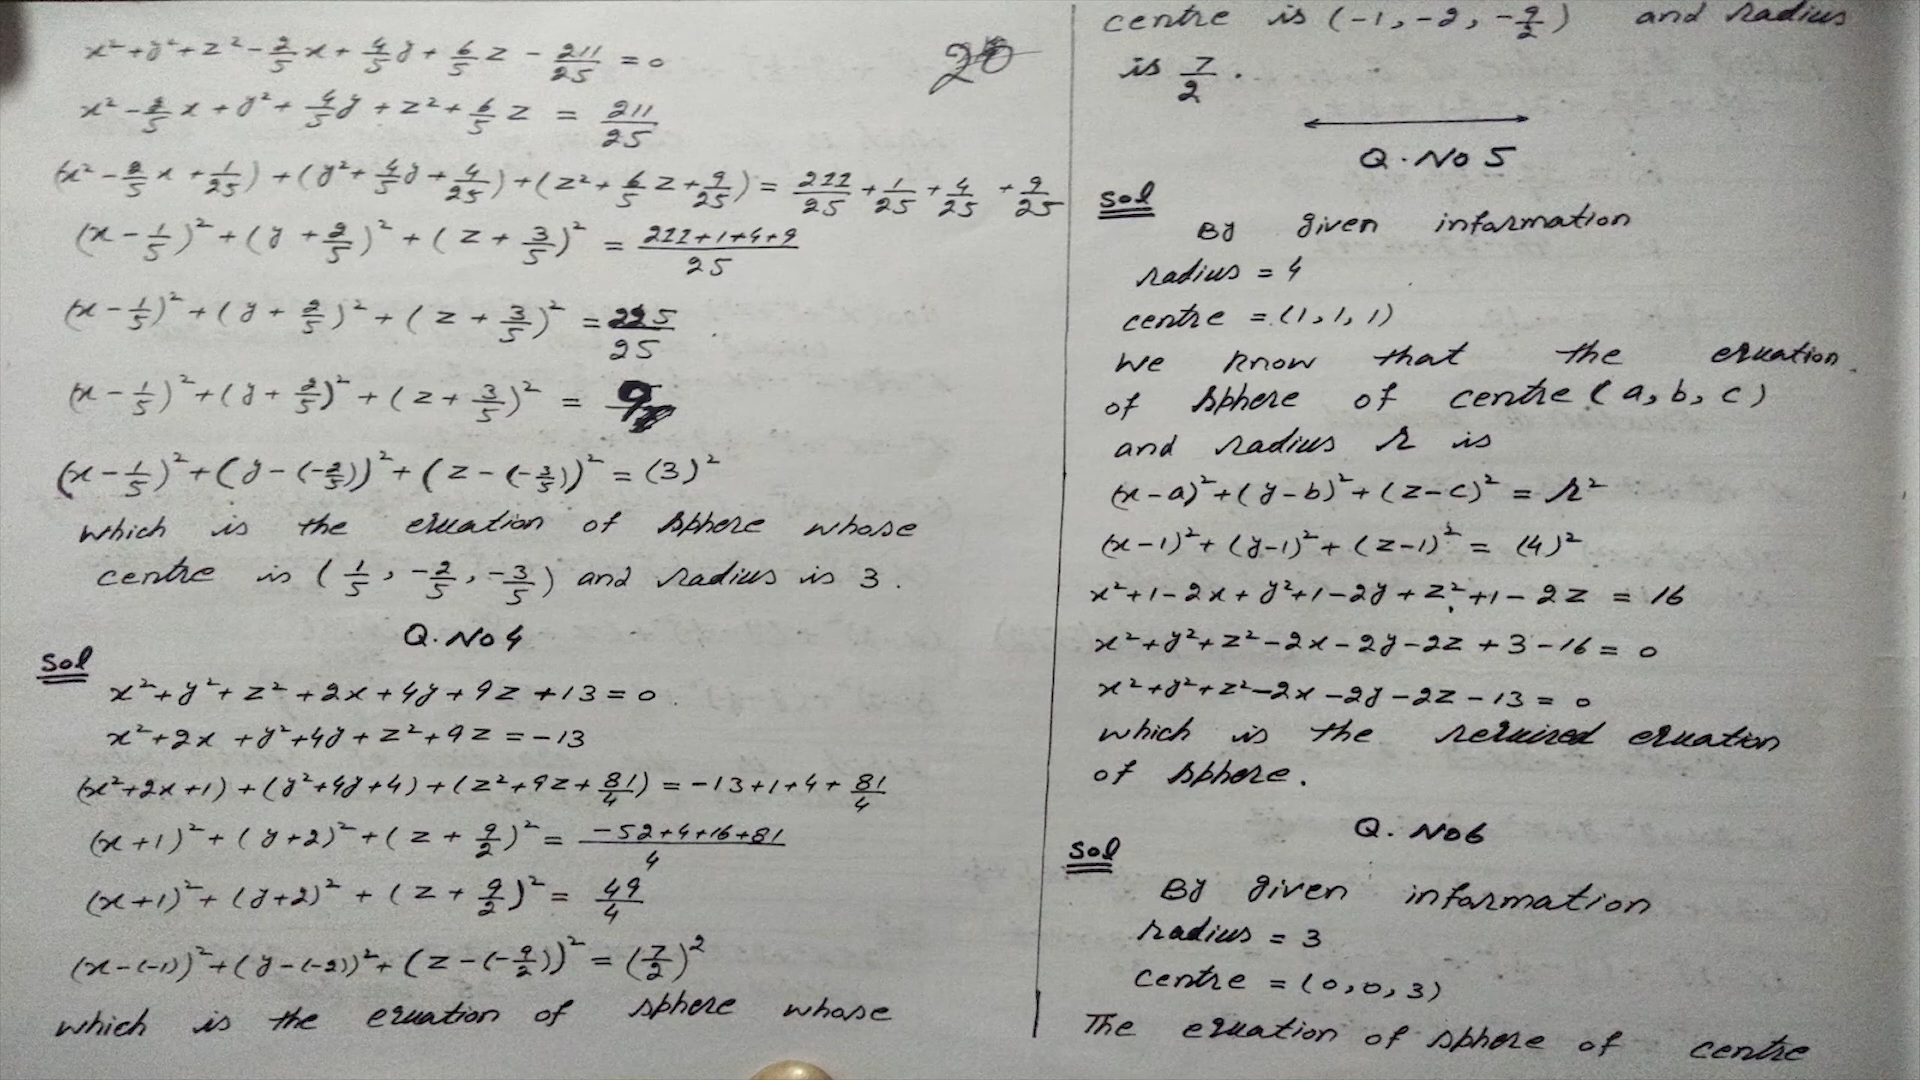 x² + y² + z² - 2/5 x + 4/5 y + 6/5 z - 211/25 = 0
x² - 2/5 x + y² + 4/5 y + z² + 6/5 z = 211/25
(x² - 2/5 x + 1/25) + (y² + 4/5 y + 4/25) + (z² + 6/5 z + 9/25) = 211/25 + 1/25 + 4/25 + 9/25
(x - 1/5)² + (y + 2/5)² + (z + 3/5)² = 211+1+4+9/25
(x - 1/5)² + (y + 2/5)² + (z + 3/5)² = 225/25
(x - 1/5)² + (y + 2/5)² + (z + 3/5)² = 9
(x - 1/5)² + (y - (-2/5))² + (z - (-3/5))² = (3)²
which is the equation of sphere whose
centre is (1/5, -2/5, -3/5) and radius is 3.
Q. No 4
Sol
x² + y² + z² + 2x + 4y + 9z + 13 = 0.
x² + 2x + y² + 4y + z² + 9z = -13
(x² + 2x + 1) + (y² + 4y + 4) + (z² + 9z + 81/4) = -13 + 1 + 4 + 81/4
(x + 1)² + (y + 2)² + (z + 9/2)² = -52+4+16+81/4
(x + 1)² + (y + 2)² + (z + 9/2)² = 49/4
(x - (-1))² + (y - (-2))² + (z - (-9/2))² = (7/2)²
which is the equation of sphere whose
centre is (-1, -2, -9/2) and radius
is 7/2.
Q. No 5
Sol
By given information
radius = 4
centre = (1, 1, 1)
We know that the equation
of sphere of centre (a, b, c)
and radius r is
(x - a)² + (y - b)² + (z - c)² = r²
(x - 1)² + (y - 1)² + (z - 1)² = (4)²
x² + 1 - 2x + y² + 1 - 2y + z² + 1 - 2z = 16
x² + y² + z² - 2x - 2y - 2z + 3 - 16 = 0
x² + y² + z² - 2x - 2y - 2z - 13 = 0
which is the required equation
of sphere.
Q. No 6
Sol
By given information
radius = 3
centre = (0, 0, 3)
The equation of sphere of centre